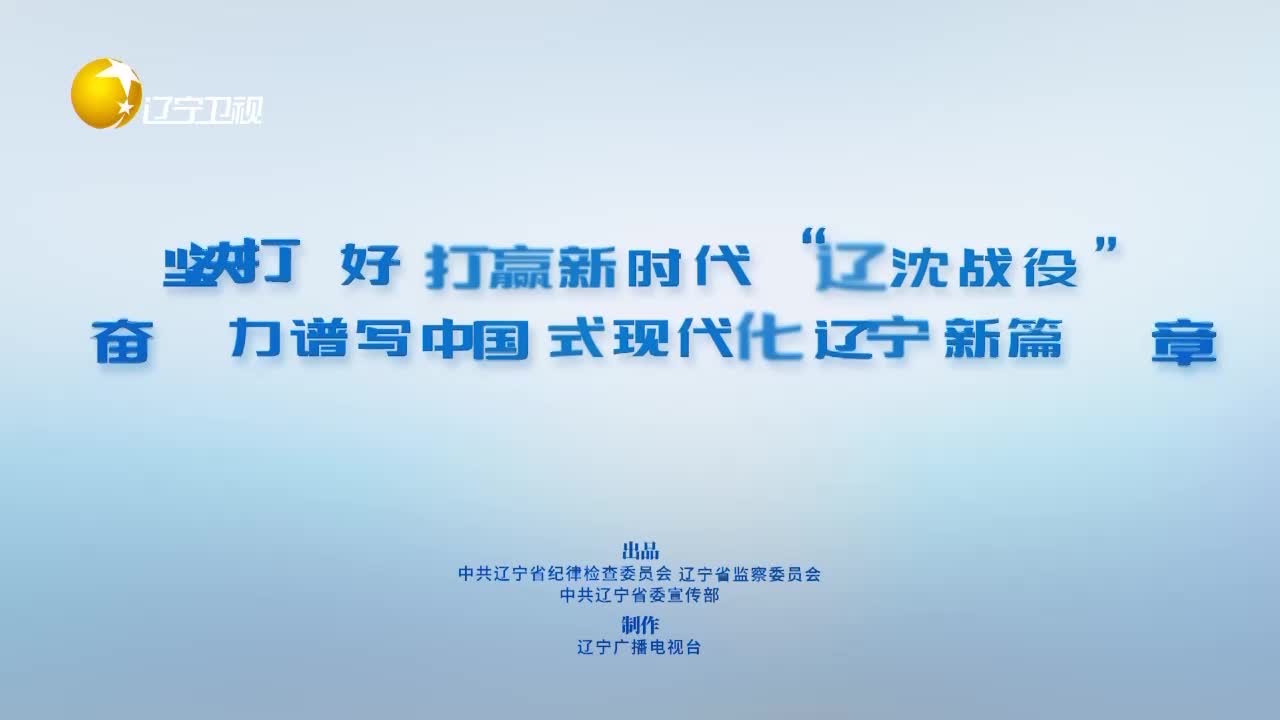 辽宁卫视
坚决打好打赢新时代“辽沈战役”
奋力谱写中国式现代化辽宁新篇章
出品
中共辽宁省纪律检查委员会 辽宁省监察委员会
中共辽宁省委宣传部
制作
辽宁广播电视台